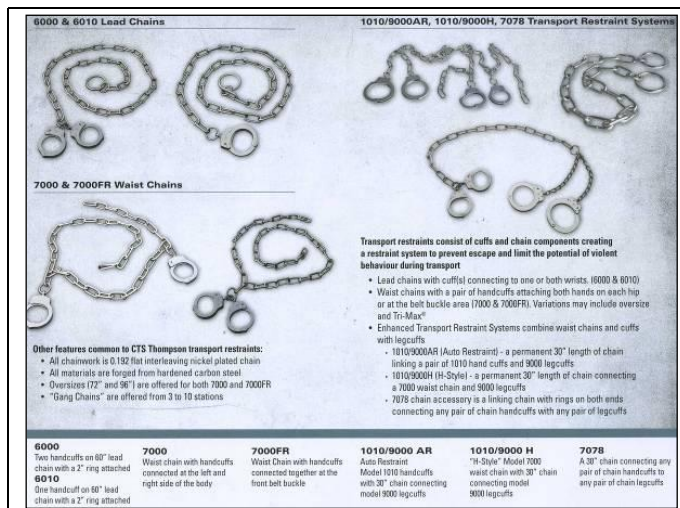 6000 & 6010 Lead Chains
7000 & 7000FR Waist Chains
Other features common to CTS Thompson transport restraints:
• All chainwork is 0.192 flat interleaving nickel plated chain
• All materials are forged from hardened carbon steel
• Oversizes (72" and 96") are offered for both 7000 and 7000FR
• "Gang Chains" are offered from 3 to 10 stations
1010/9000AR, 1010/9000H, 7078 Transport Restraint Systems
Transport restraints consist of cuffs and chain components creating
a restraint system to prevent escape and limit the potential of violent
behaviour during transport
• Lead chains with cuff(s) connecting to one or both wrists. (6000 & 6010)
• Waist chains with a pair of handcuffs attaching both hands on each hip
or at the belt buckle area (7000 & 7000FR). Variations may include oversize
and Tri-Max®
• Enhanced Transport Restraint Systems combine waist chains and cuffs
with legcuffs
• 1010/9000AR (Auto Restraint) - a permanent 30" length of chain
linking a pair of 1010 hand cuffs and 9000 legcuffs
• 1010/9000H (H-Style) - a permanent 30" length of chain connecting
a 7000 waist chain and 9000 legcuffs
• 7078 chain accessory is a linking chain with rings on both ends
connecting any pair of chain handcuffs with any pair of legcuffs
6000
Two handcuffs on 60" lead
chain with a 2" ring attached
6010
One handcuff on 60" lead
chain with a 2" ring attached
7000
Waist chain with handcuffs
connected at the left and
right side of the body
7000FR
Waist Chain with handcuffs
connected together at the
front belt buckle
1010/9000 AR
Auto Restraint
Model 1010 handcuffs
with 30" chain connecting
model 9000 legcuffs
1010/9000 H
"H-Style" Model 7000
waist chain with 30" chain
connecting model
9000 legcuffs
7078
A 30" chain connecting any
pair of chain handcuffs to
any pair of chain legcuffs